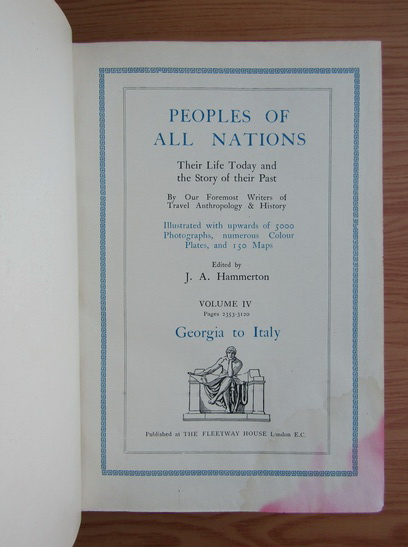 PEOPLES OF
ALL NATIONS
Their Life Today and
the Story of their Past
By Our Foremost Writers of
Travel Anthropology & History
Illustrated with upwards of 5000
Photographs, numerous Colour
Plates, and 150 Maps
Edited by
J. A. Hammerton
VOLUME IV
Pages 2333-3120
Georgia to Italy
Published at THE FLEETWAY HOUSE London E.C.